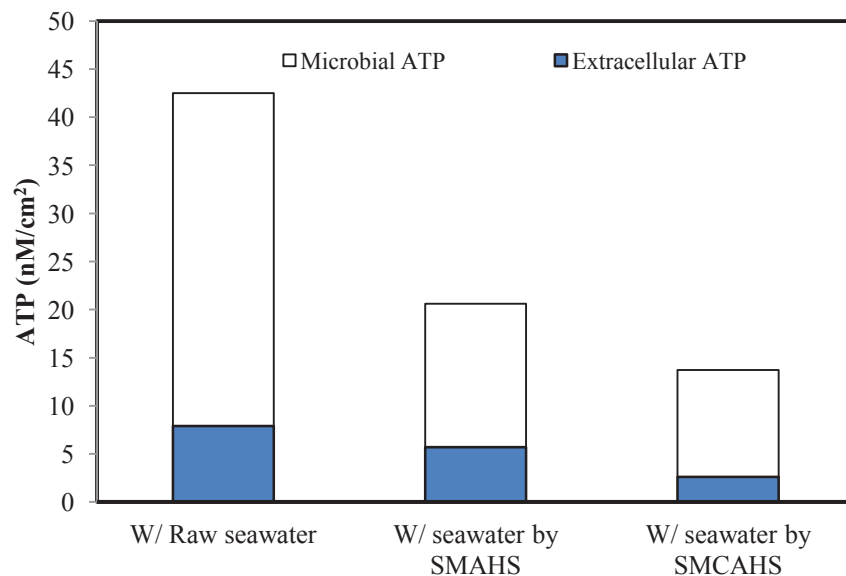 50
45
40
35
30
25
20
15
10
5
0
ATP (nM/cm²)
Microbial ATP
Extracellular ATP
W/ Raw seawater
W/ seawater by
SMAHS
W/ seawater by
SMCAHS